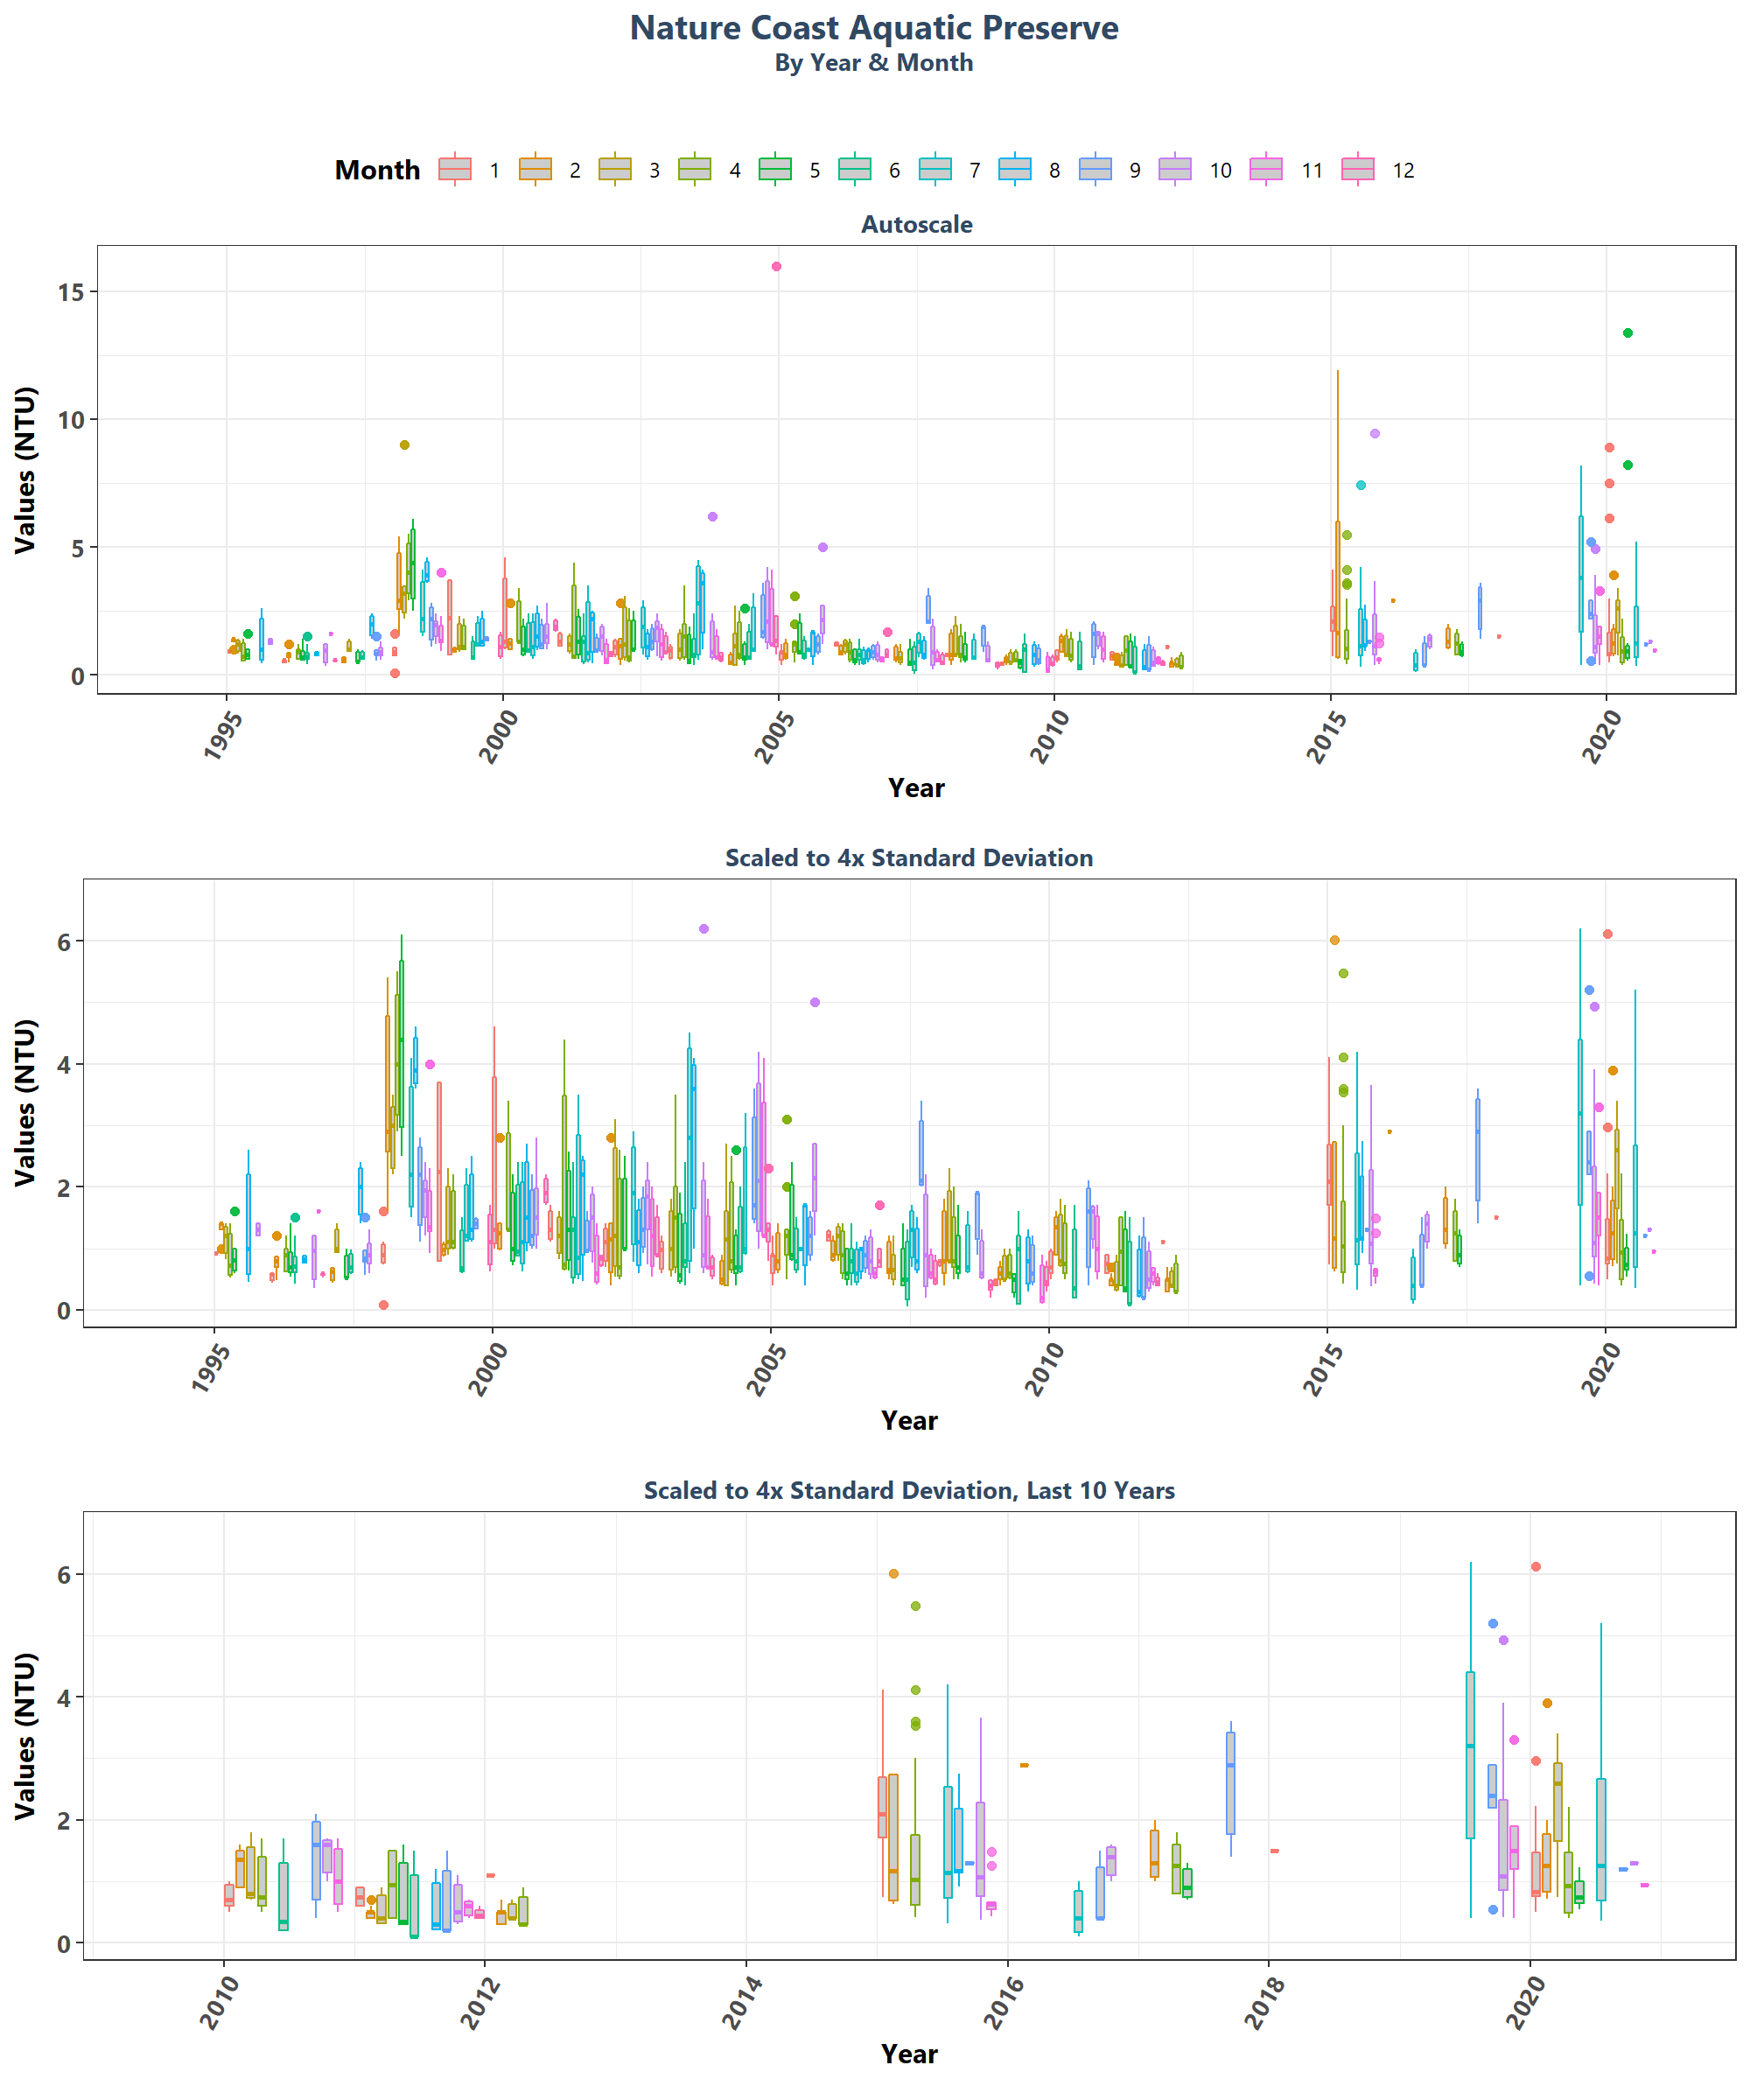 Nature Coast Aquatic Preserve
By Year & Month
Month 1 2 3 4 5 6 7 8 9 10 11 12
Autoscale
Values (NTU)
15
10
5
0
1995 2000 2005 2010 2015 2020
Year
Scaled to 4x Standard Deviation
Values (NTU)
6
4
2
0
1995 2000 2005 2010 2015 2020
Year
Scaled to 4x Standard Deviation, Last 10 Years
Values (NTU)
6
4
2
0
2010 2012 2014 2016 2018 2020
Year